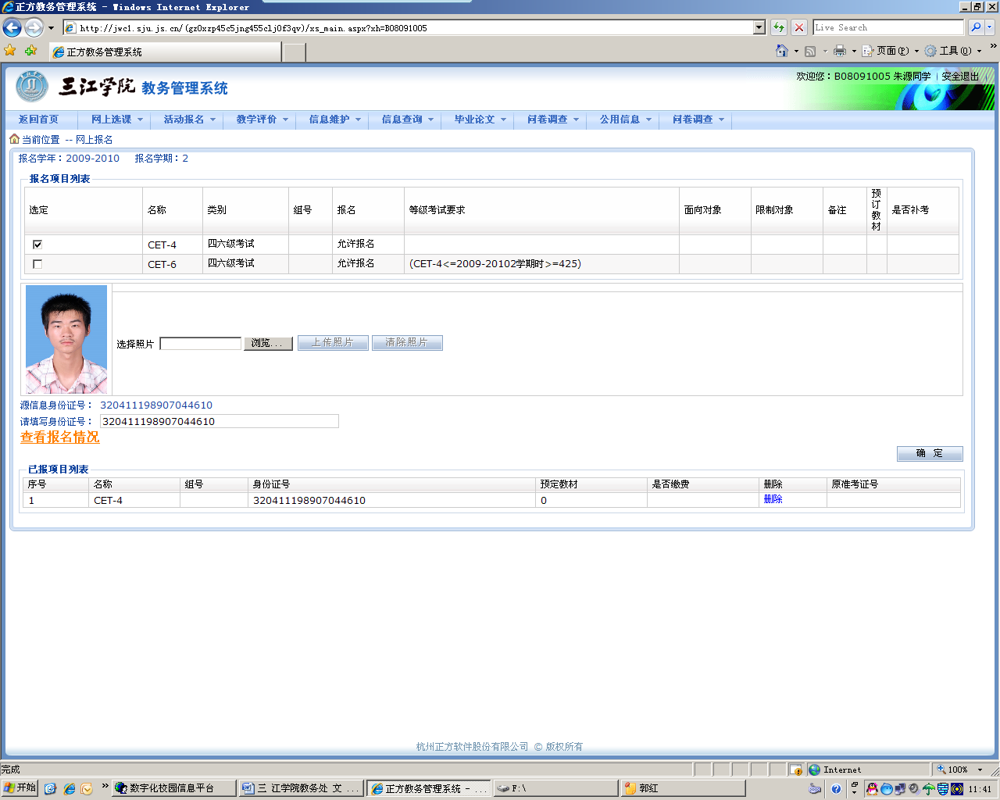 正方教务管理系统 - Windows Internet Explorer
http://jwc1.sju.js.cn/(gz0xzp45c5jng455clj0f3qv)/xs_main.aspx?xh=B08091005
Live Search
正方教务管理系统
页面(P) 工具(O) »
欢迎您：B08091005 朱源同学 | 安全退出
三江学院 教务管理系统
返回首页 网上选课 活动报名 教学评价 信息维护 信息查询 毕业论文 问卷调查 公用信息 问卷调查
当前位置 -- 网上报名
报名学年：2009-2010 报名学期：2
报名项目列表
选定 名称 类别 组号 报名 等级考试要求 面向对象 限制对象 备注 预订教材 是否补考
CET-4 四六级考试 允许报名
CET-6 四六级考试 允许报名 (CET-4<=2009-20102学期时>=425)
选择照片 浏览... 上传照片 清除照片
源信息身份证号： 320411198907044610
请填写身份证号： 320411198907044610
查看报名情况
确 定
已报项目列表
序号 名称 组号 身份证号 预定教材 是否缴费 删除 原准考证号
1 CET-4 320411198907044610 0 删除
杭州正方软件股份有限公司 © 版权所有
完成 Internet 100%
开始 » 数字化校园信息平台 三 江学院教务处 文 ... 正方教务管理系统 - ... F:\ 郭红 11:41